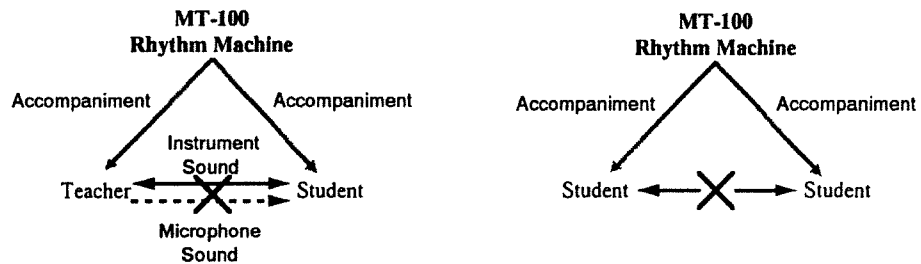 MT-100
Rhythm Machine
Accompaniment
Accompaniment
Instrument
Sound
Teacher
Student
Microphone
Sound
MT-100
Rhythm Machine
Accompaniment
Accompaniment
Student
Student